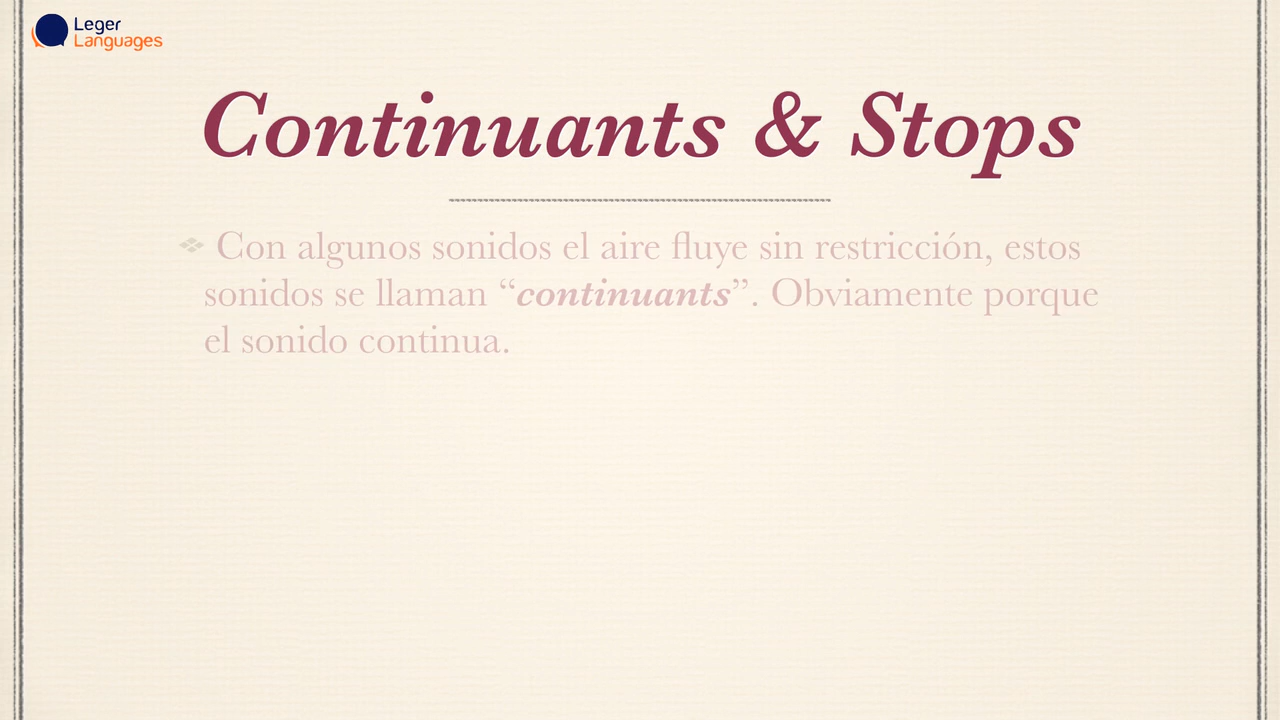 Leger
Languages
Continuants & Stops
Con algunos sonidos el aire fluye sin restricción, estos
sonidos se llaman “continuants”. Obviamente porque
el sonido continua.